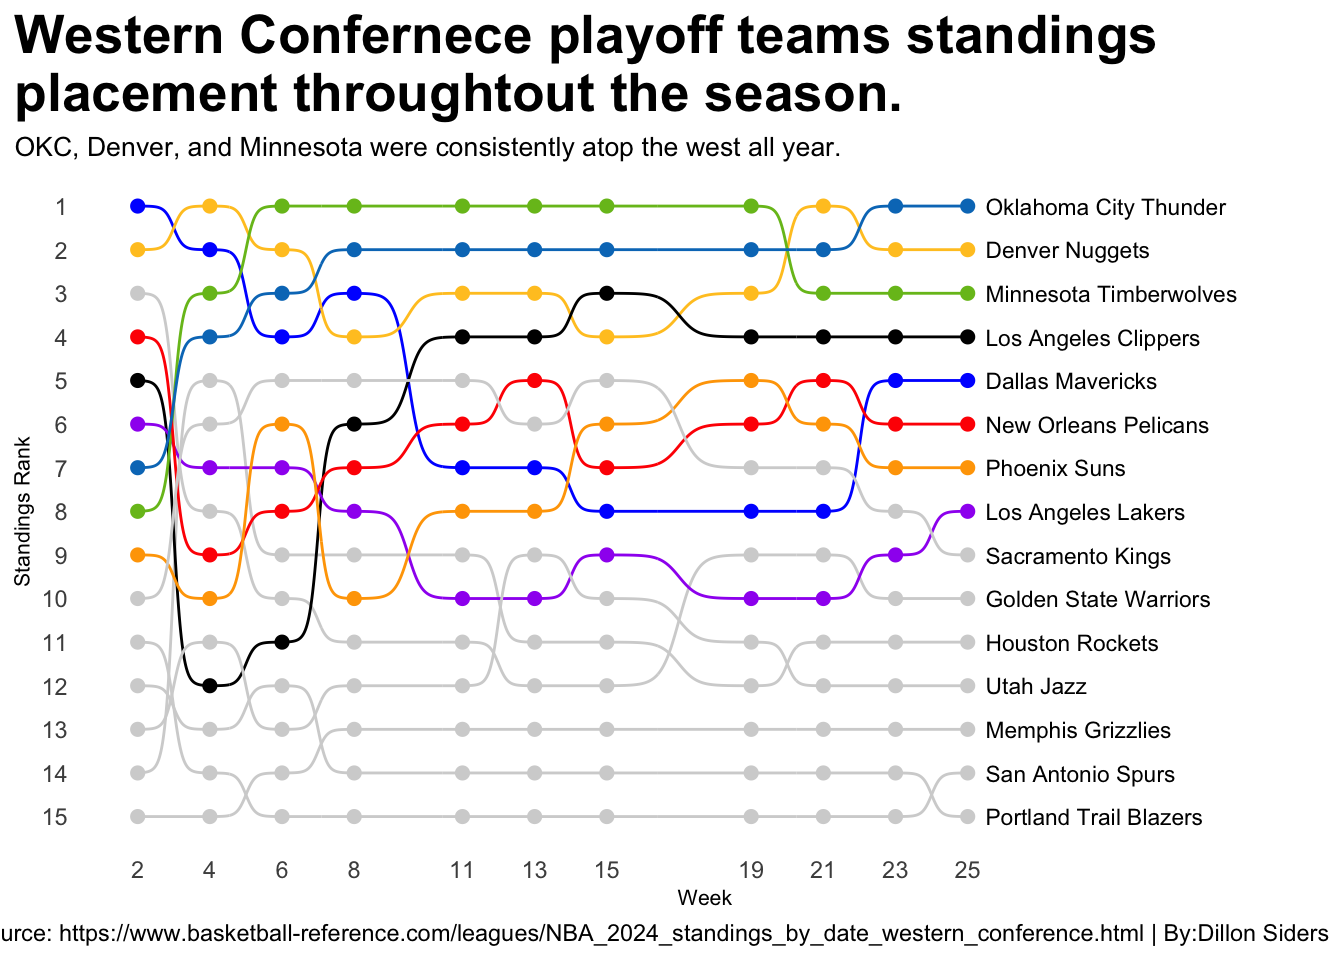 Western Confernece playoff teams standings
placement throughtout the season.
OKC, Denver, and Minnesota were consistently atop the west all year.
Standings Rank
1
2
3
4
5
6
7
8
9
10
11
12
13
14
15
Oklahoma City Thunder
Denver Nuggets
Minnesota Timberwolves
Los Angeles Clippers
Dallas Mavericks
New Orleans Pelicans
Phoenix Suns
Los Angeles Lakers
Sacramento Kings
Golden State Warriors
Houston Rockets
Utah Jazz
Memphis Grizzlies
San Antonio Spurs
Portland Trail Blazers
2 4 6 8 11 13 15 19 21 23 25
Week
urce: https://www.basketball-reference.com/leagues/NBA_2024_standings_by_date_western_conference.html | By:Dillon Siders